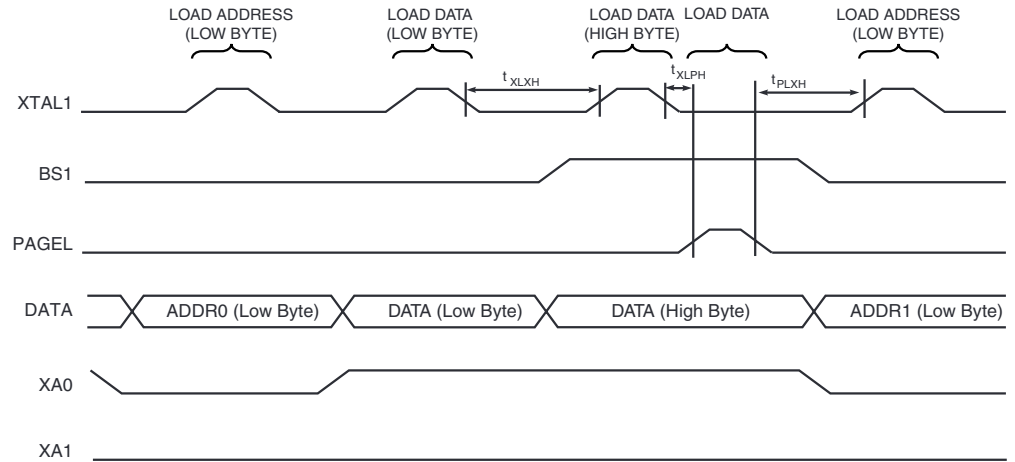 LOAD ADDRESS
(LOW BYTE)
LOAD DATA
(LOW BYTE)
LOAD DATA
(HIGH BYTE)
LOAD DATA
LOAD ADDRESS
(LOW BYTE)
XTAL1
t XLXH
t XLPH
t PLXH
BS1
PAGEL
DATA
ADDR0 (Low Byte)
DATA (Low Byte)
DATA (High Byte)
ADDR1 (Low Byte)
XA0
XA1